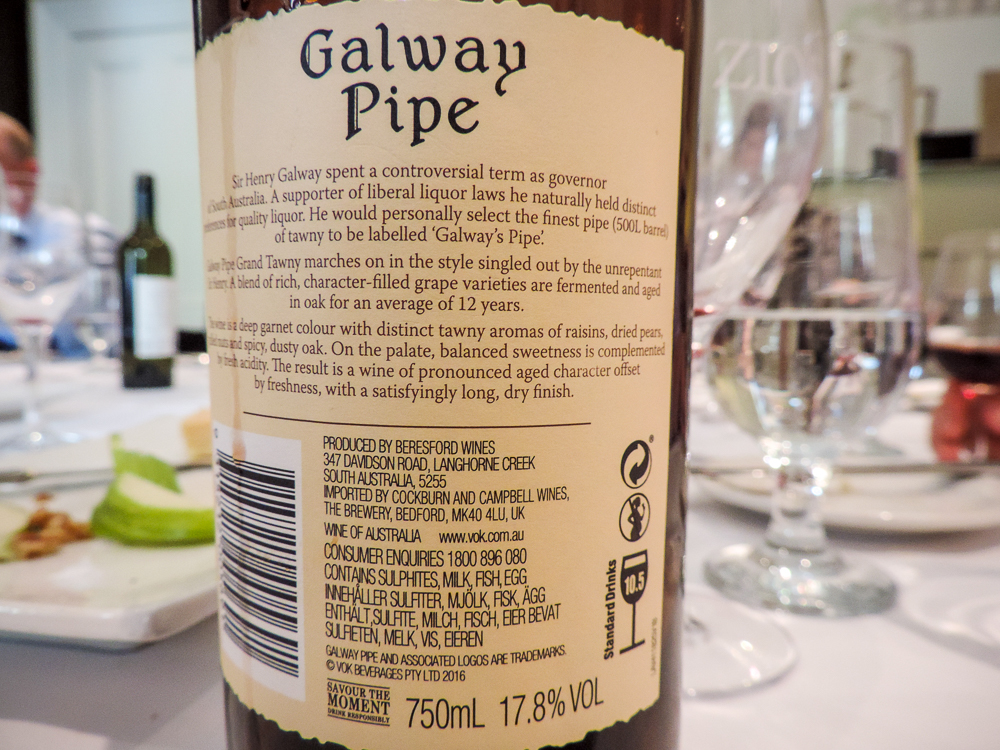 Galway
Pipe
Sir Henry Galway spent a controversial term as governor
South Australia. A supporter of liberal liquor laws he naturally held distinct
for quality liquor. He would personally select the finest pipe (500L barrel)
of tawny to be labelled ‘Galway's Pipe’.
Pipe Grand Tawny marches on in the style singled out by the unrepentant
Henry. A blend of rich, character-filled grape varieties are fermented and aged
in oak for an average of 12 years.
wine is a deep garnet colour with distinct tawny aromas of raisins, dried pears,
and spicy, dusty oak. On the palate, balanced sweetness is complemented
by fresh acidity. The result is a wine of pronounced aged character offset
by freshness, with a satisfyingly long, dry finish.
PRODUCED BY BERESFORD WINES
347 DAVIDSON ROAD, LANGHORNE CREEK
SOUTH AUSTRALIA, 5255
IMPORTED BY COCKBURN AND CAMPBELL WINES,
THE BREWERY, BEDFORD, MK40 4LU, UK
WINE OF AUSTRALIA www.vok.com.au
CONSUMER ENQUIRIES 1800 896 080
CONTAINS SULPHITES, MILK, FISH, EGG
INNEHÅLLER SULFITER, MJÖLK, FISK, ÄGG
ENTHÄLT,SULFITE, MILCH, FISCH, EIER BEVAT
SULFIETEN, MELK, VIS, EIEREN
GALWAY PIPE AND ASSOCIATED LOGOS ARE TRADEMARKS.
© VOK BEVERAGES PTY LTD 2016
SAVOUR THE
MOMENT
DRINK RESPONSIBLY
750mL 17.8% VOL
10.5
Standard Drinks